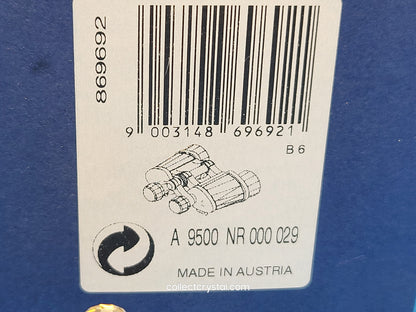 869692
9 003148 696921
B 6
A 9500 NR 000 029
MADE IN AUSTRIA
collectcrystal.com